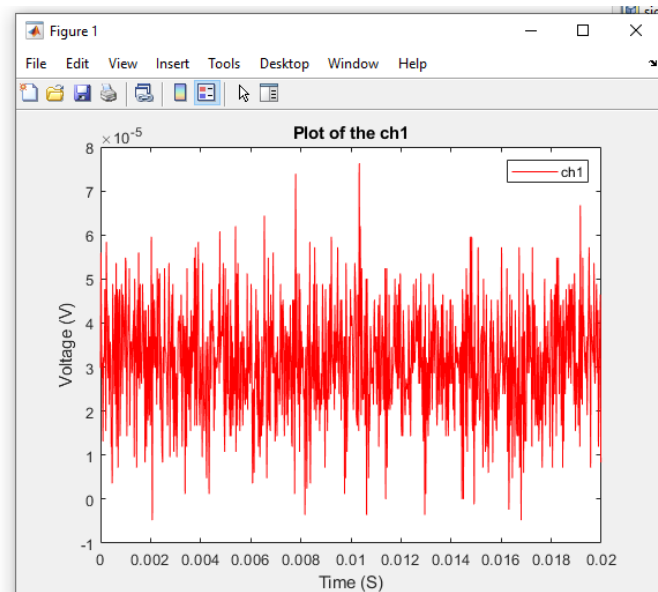 Figure 1
File Edit View Insert Tools Desktop Window Help
×10-5
Plot of the ch1
ch1
8
7
6
5
4
3
2
1
0
-1
Voltage (V)
0 0.002 0.004 0.006 0.008 0.01 0.012 0.014 0.016 0.018 0.02
Time (S)